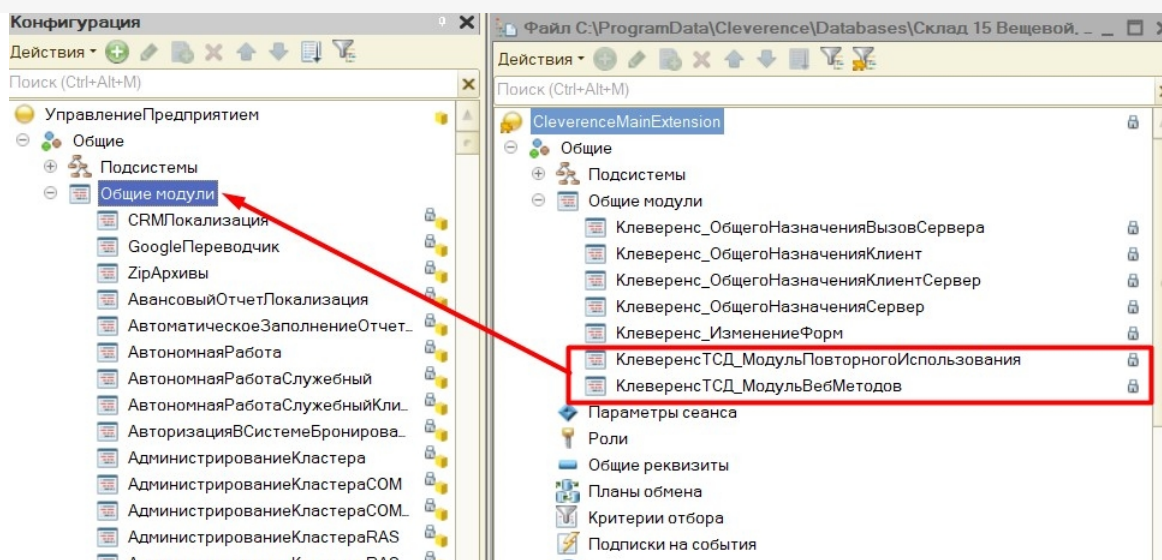 Конфигурация
Действия
Поиск (Ctrl+Alt+M)
УправлениеПредприятием
Общие
Подсистемы
Общие модули
CRMЛокализация
GoogleПереводчик
ZipАрхивы
АвансовыйОтчетЛокализация
АвтоматическоеЗаполнениеОтчет...
АвтономнаяРабота
АвтономнаяРаботаСлужебный
АвтономнаяРаботаСлужебныйКли...
АвторизацияВСистемеБронирова...
АдминистрированиеКластера
АдминистрированиеКластераCOM
АдминистрированиеКластераCOM...
АдминистрированиеКластераRAS
Файл C:\ProgramData\Cleverence\Databases\Склад 15 Вещевой. ...
Действия
Поиск (Ctrl+Alt+M)
CleverenceMainExtension
Общие
Подсистемы
Общие модули
Клеверенс_ОбщегоНазначенияВызовСервера
Клеверенс_ОбщегоНазначенияКлиент
Клеверенс_ОбщегоНазначенияКлиентСервер
Клеверенс_ОбщегоНазначенияСервер
Клеверенс_ИзменениеФорм
КлеверенсТСД_МодульПовторногоИспользования
КлеверенсТСД_МодульВебМетодов
Параметры сеанса
Роли
Общие реквизиты
Планы обмена
Критерии отбора
Подписки на события